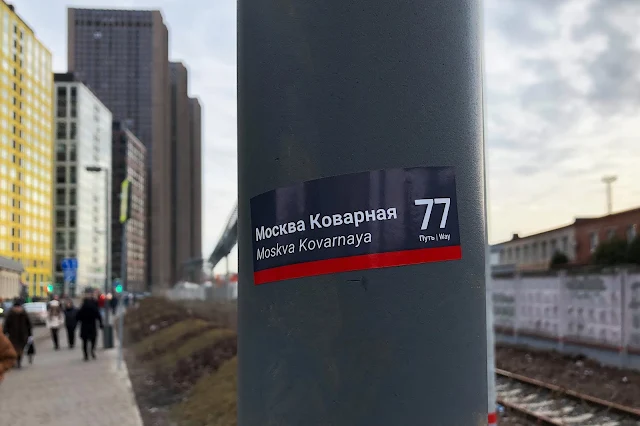 Москва Коварная
Moskva Kovarnaya
77
Путь | Way